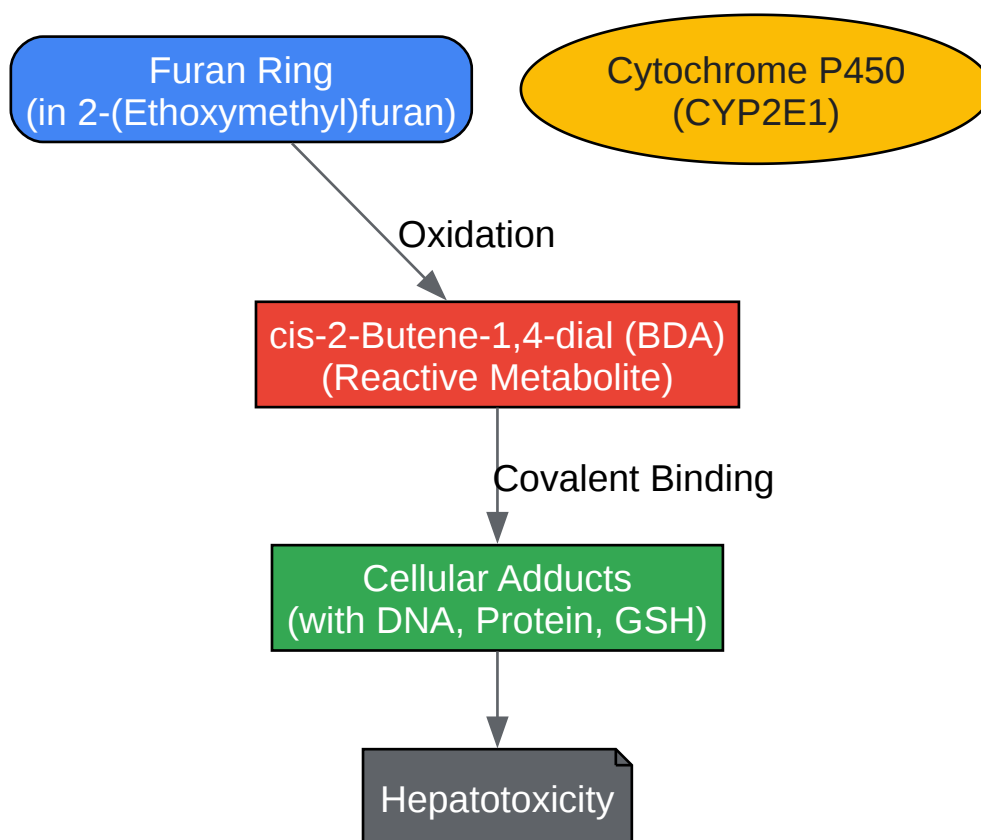 Furan Ring
(in 2-(Ethoxymethyl)furan)
Cytochrome P450
(CYP2E1)
Oxidation
cis-2-Butene-1,4-dial (BDA)
(Reactive Metabolite)
Covalent Binding
Cellular Adducts
(with DNA, Protein, GSH)
Hepatotoxicity